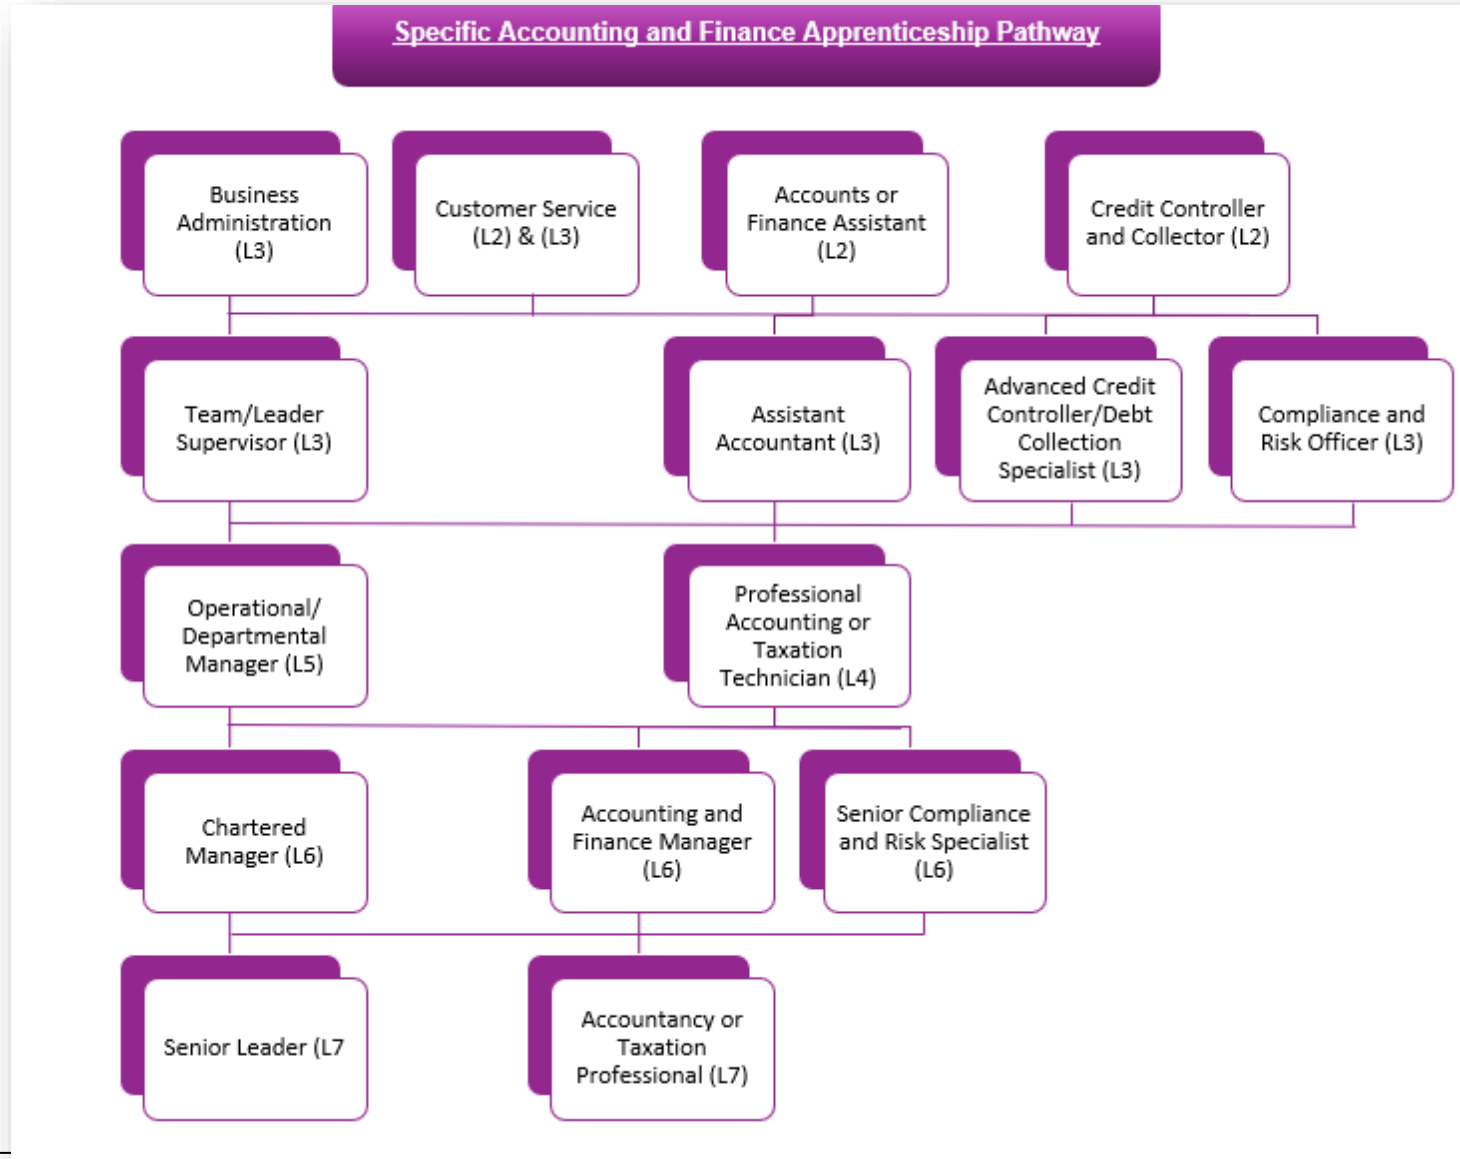 Specific Accounting and Finance Apprenticeship Pathway
Business
Administration
(L3)
Customer Service
(L2) & (L3)
Accounts or
Finance Assistant
(L2)
Credit Controller
and Collector (L2)
Team/Leader
Supervisor (L3)
Assistant
Accountant (L3)
Advanced Credit
Controller/Debt
Collection
Specialist (L3)
Compliance and
Risk Officer (L3)
Operational/
Departmental
Manager (L5)
Professional
Accounting or
Taxation
Technician (L4)
Chartered
Manager (L6)
Accounting and
Finance Manager
(L6)
Senior Compliance
and Risk Specialist
(L6)
Senior Leader (L7
Accountancy or
Taxation
Professional (L7)